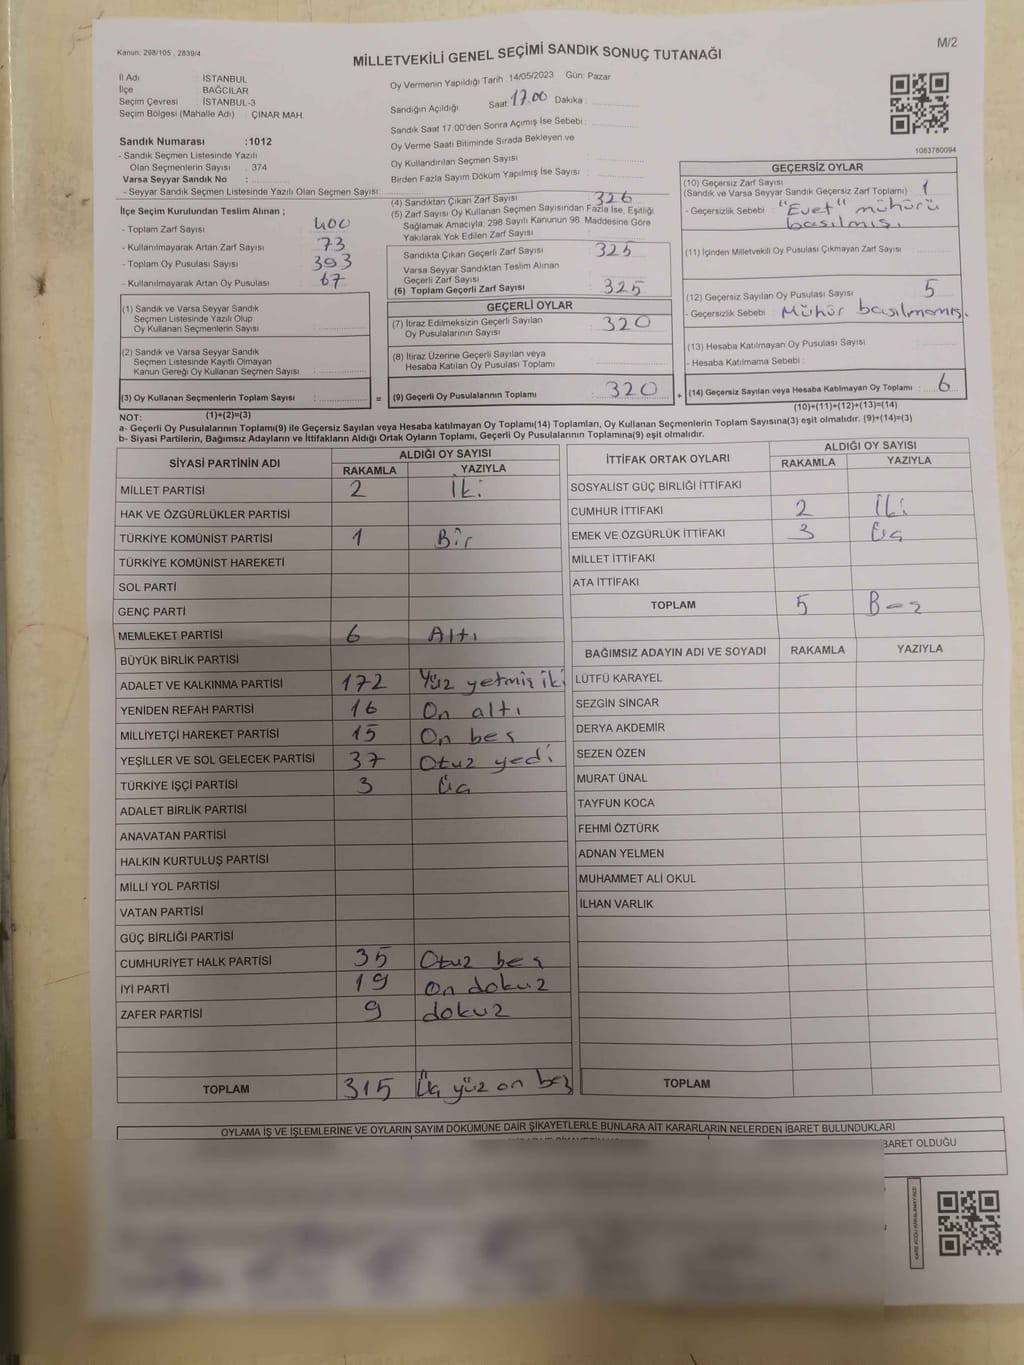 Kanun, 298/105 , 2839/4
MİLLETVEKİLİ GENEL SEÇİMİ SANDIK SONUÇ TUTANAĞI
M/2
İl Adı : İSTANBUL
İlçe : BAĞCILAR
Seçim Çevresi : İSTANBUL-3
Seçim Bölgesi (Mahalle Adı) : ÇINAR MAH.
Sandık Numarası :1012
- Sandık Seçmen Listesinde Yazılı
Olan Seçmenlerin Sayısı : 374
Varsa Seyyar Sandık No :
- Seyyar Sandık Seçmen Listesinde Yazılı Olan Seçmen Sayısı:
Oy Vermenin Yapıldığı Tarih :14/05/2023 Gün: Pazar
Sandığın Açıldığı Saat: 17.00 Dakika :
Sandık Saat 17:00'den Sonra Açımış İse Sebebi :
Oy Verme Saati Bitiminde Sırada Bekleyen ve
Oy Kullandırılan Seçmen Sayısı :
Birden Fazla Sayım Döküm Yapılmış İse Sayısı :
1083780094
İlçe Seçim Kurulundan Teslim Alınan ;
- Toplam Zarf Sayısı : 400
- Kullanılmayarak Artan Zarf Sayısı : 73
- Toplam Oy Pusulası Sayısı : 393
- Kullanılmayarak Artan Oy Pusulası : 67
(1) Sandık ve Varsa Seyyar Sandık
Seçmen Listesinde Yazılı Olup
Oy Kullanan Seçmenlerin Sayısı :
(2) Sandık ve Varsa Seyyar Sandık
Seçmen Listesinde Kayıtlı Olmayan
Kanun Gereği Oy Kullanan Seçmen Sayısı :
(3) Oy Kullanan Seçmenlerin Toplam Sayısı :
(1)+(2)=(3)
(4) Sandıktan Çıkan Zarf Sayısı : 326
(5) Zarf Sayısı Oy Kullanan Seçmen Sayısından Fazla İse, Eşitliği
Sağlamak Amacıyla; 298 Sayılı Kanunun 98. Maddesine Göre
Yakılarak Yok Edilen Zarf Sayısı :
Sandıkta Çıkan Geçerli Zarf Sayısı : 325
Varsa Seyyar Sandıktan Teslim Alınan
Geçerli Zarf Sayısı :
(6) Toplam Geçerli Zarf Sayısı : 325
GEÇERLİ OYLAR
(7) İtiraz Edilmeksizin Geçerli Sayılan
Oy Pusulalarının Sayısı : 320
(8) İtiraz Üzerine Geçerli Sayılan veya
Hesaba Katılan Oy Pusulası Toplamı :
= (9) Geçerli Oy Pusulalarının Toplamı : 320
GEÇERSİZ OYLAR
(10) Geçersiz Zarf Sayısı
(Sandık ve Varsa Seyyar Sandık Geçersiz Zarf Toplamı) : 1
- Geçersizlik Sebebi : "Evet" mühürü
basılmış.
(11) İçinden Milletvekili Oy Pusulası Çıkmayan Zarf Sayısı :
(12) Geçersiz Sayılan Oy Pusulası Sayısı : 5
- Geçersizlik Sebebi : Mühür basılmamış.
(13) Hesaba Katılmayan Oy Pusulası Sayısı :
- Hesaba Katılmama Sebebi :
+ (14) Geçersiz Sayılan veya Hesaba Katılmayan Oy Toplamı : 6
(10)+(11)+(12)+(13)=(14)
NOT:
a- Geçerli Oy Pusulalarının Toplamı(9) ile Geçersiz Sayılan veya Hesaba katılmayan Oy Toplamı(14) Toplamları, Oy Kullanan Seçmenlerin Toplam Sayısına(3) eşit olmalıdır. (9)+(14)=(3)
b- Siyasi Partilerin, Bağımsız Adayların ve İttifakların Aldığı Ortak Oyların Toplamı, Geçerli Oy Pusulalarının Toplamına(9) eşit olmalıdır.
SİYASİ PARTİNİN ADI
ALDIĞI OY SAYISI
RAKAMLA YAZIYLA
MİLLET PARTİSİ 2 İki
HAK VE ÖZGÜRLÜKLER PARTİSİ
TÜRKİYE KOMÜNİST PARTİSİ 1 Bir
TÜRKİYE KOMÜNİST HAREKETİ
SOL PARTİ
GENÇ PARTİ
MEMLEKET PARTİSİ 6 Altı
BÜYÜK BİRLİK PARTİSİ
ADALET VE KALKINMA PARTİSİ 172 Yüz yetmiş iki
YENİDEN REFAH PARTİSİ 16 On altı
MİLLİYETÇİ HAREKET PARTİSİ 15 On beş
YEŞİLLER VE SOL GELECEK PARTİSİ 37 Otuz yedi
TÜRKİYE İŞÇİ PARTİSİ 3 Üç
ADALET BİRLİK PARTİSİ
ANAVATAN PARTİSİ
HALKIN KURTULUŞ PARTİSİ
MİLLİ YOL PARTİSİ
VATAN PARTİSİ
GÜÇ BİRLİĞİ PARTİSİ
CUMHURİYET HALK PARTİSİ 35 Otuz beş
İYİ PARTİ 19 On dokuz
ZAFER PARTİSİ 9 dokuz
TOPLAM 315 Üç yüz on beş
İTTİFAK ORTAK OYLARI
ALDIĞI OY SAYISI
RAKAMLA YAZIYLA
SOSYALİST GÜÇ BİRLİĞİ İTTİFAKI
CUMHUR İTTİFAKI 2 İki
EMEK VE ÖZGÜRLÜK İTTİFAKI 3 Üç
MİLLET İTTİFAKI
ATA İTTİFAKI
TOPLAM 5 Beş
BAĞIMSIZ ADAYIN ADI VE SOYADI RAKAMLA YAZIYLA
LÜTFÜ KARAYEL
SEZGİN SİNCAR
DERYA AKDEMİR
SEZEN ÖZEN
MURAT ÜNAL
TAYFUN KOCA
FEHMİ ÖZTÜRK
ADNAN YELMEN
MUHAMMET ALİ OKUL
İLHAN VARLIK
TOPLAM
OYLAMA İŞ VE İŞLEMLERİNE VE OYLARIN SAYIM DÖKÜMÜNE DAİR ŞİKAYETLERLE BUNLARA AİT KARARLARIN NELERDEN İBARET BULUNDUKLARI
BARET OLDUĞU